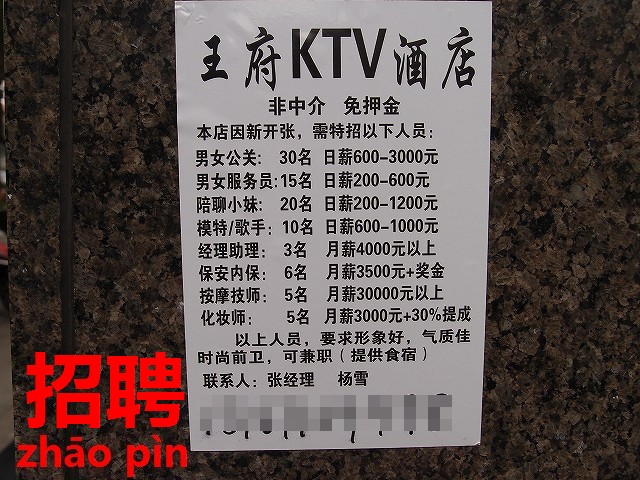 王府KTV酒店
非中介 免押金
本店因新开张，需特招以下人员：
男女公关： 30名 日薪600-3000元
男女服务员：15名 日薪200-600元
陪聊小妹： 20名 日薪200-1200元
模特/歌手： 10名 日薪600-1000元
经理助理： 3名 月薪4000元以上
保安内保： 6名 月薪3500元+奖金
按摩技师： 5名 月薪30000元以上
化妆师： 5名 月薪3000元+30%提成
以上人员，要求形象好，气质佳
时尚前卫，可兼职（提供食宿）
联系人：张经理 杨雪
招聘
zhāo pìn